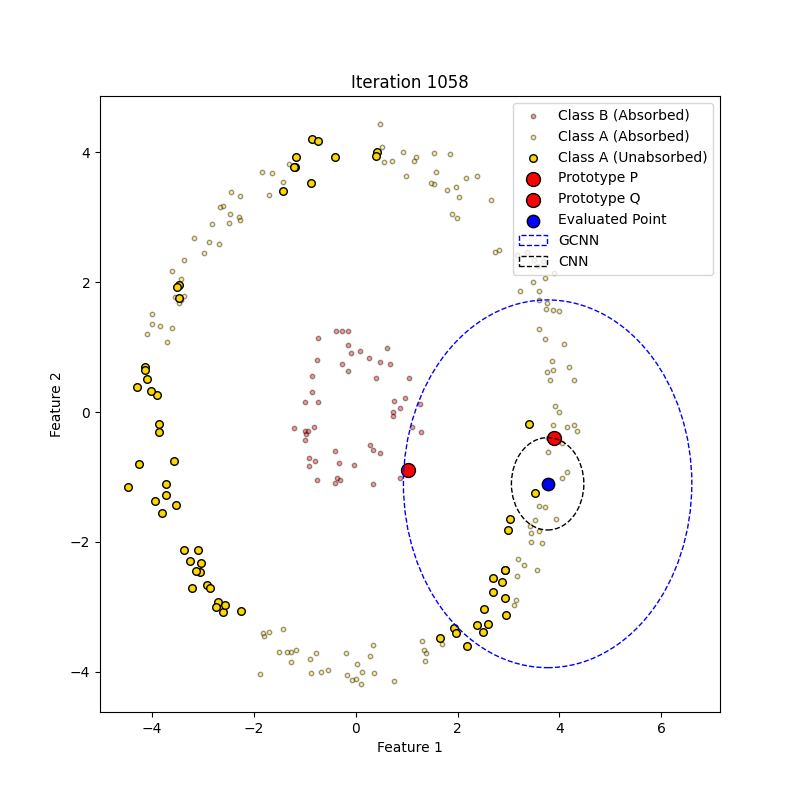 Iteration 1058
Class B (Absorbed)
Class A (Absorbed)
Class A (Unabsorbed)
Prototype P
Prototype Q
Evaluated Point
GCNN
CNN
4
2
0
−2
−4
Feature 2
−4
−2
0
2
4
6
Feature 1